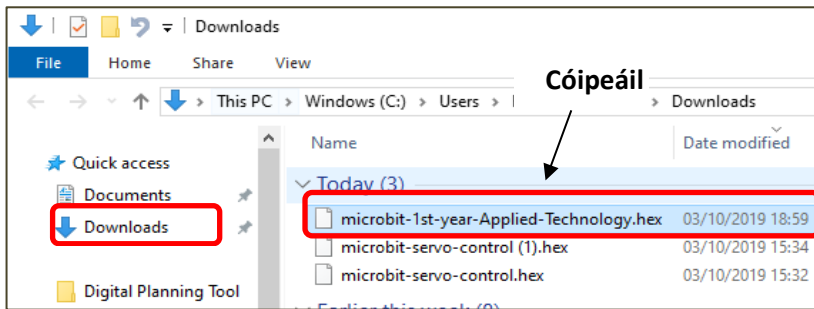 Downloads
File Home Share View
Cóipeáil
This PC > Windows (C:) > Users > > Downloads
Name Date modified
Quick access
Today (3)
Documents
microbit-1st-year-Applied-Technology.hex 03/10/2019 18:59
Downloads
microbit-servo-control (1).hex 03/10/2019 15:34
microbit-servo-control.hex 03/10/2019 15:32
Digital Planning Tool